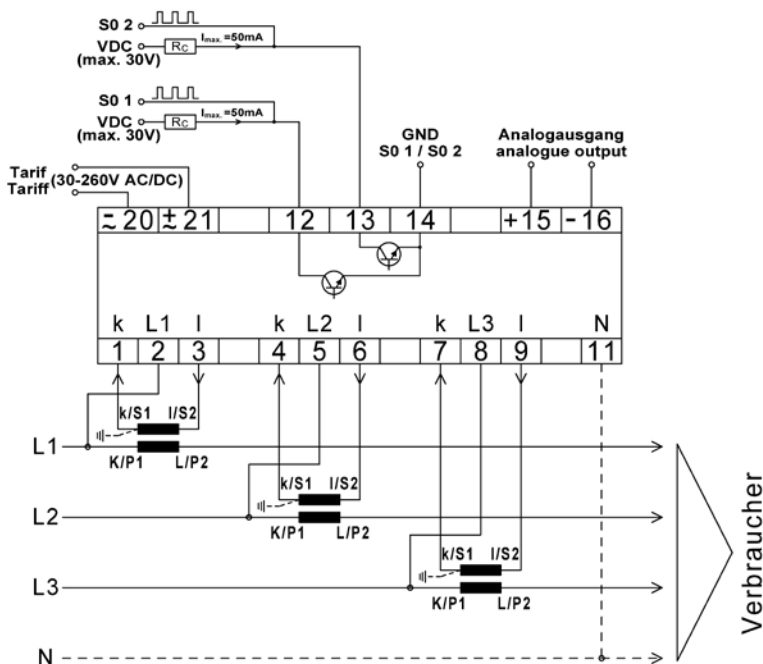 S0 2
VDC Rc Imax. =50mA
(max. 30V)
S0 1
VDC Rc Imax. =50mA
(max. 30V)
GND Analogausgang
S0 1 / S0 2 analogue output
Tarif
Tariff (30-260V AC/DC)
~ 20 ± 21 12 13 14 +15 -16
k L1 l k L2 l k L3 l N
1 2 3 4 5 6 7 8 9 11
k/S1 l/S2
L1
K/P1 L/P2
k/S1 l/S2
L2
K/P1 L/P2
k/S1 l/S2
L3
K/P1 L/P2
N
Verbraucher